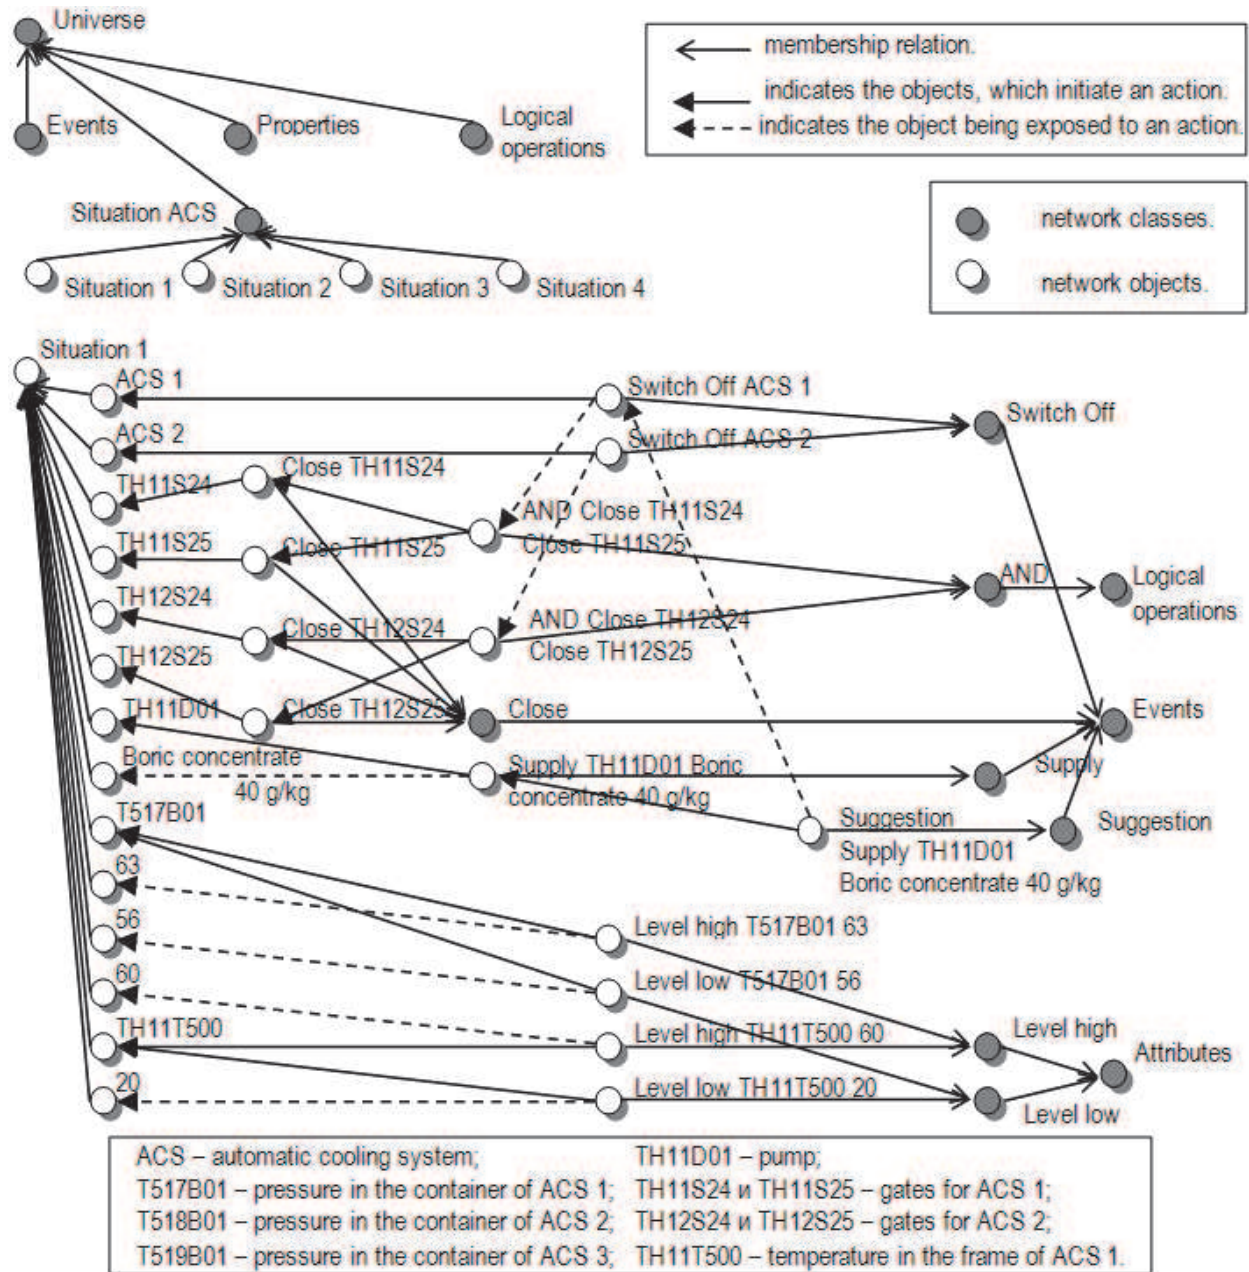 Universe
membership relation.
indicates the objects, which initiate an action.
indicates the object being exposed to an action.
Events
Properties
Logical
operations
Situation ACS
network classes.
network objects.
Situation 1
Situation 2
Situation 3
Situation 4
Situation 1
ACS 1
Switch Off ACS 1
Switch Off
ACS 2
Switch Off ACS 2
Close TH11S24
TH11S24
AND Close TH11S24
Close TH11S25
TH11S25
Close TH11S25
AND
Logical
operations
TH12S24
Close TH12S24
AND Close TH12S24
Close TH12S25
TH12S25
TH11D01
Close TH12S25
Close
Events
Boric concentrate
40 g/kg
Supply TH11D01 Boric
concentrate 40 g/kg
Supply
T517B01
Suggestion
Supply TH11D01
Boric concentrate 40 g/kg
Suggestion
63
Level high T517B01 63
56
Level low T517B01 56
60
Level high TH11T500 60
Level high
TH11T500
Attributes
20
Level low TH11T500 20
Level low
ACS – automatic cooling system;
TH11D01 – pump;
T517B01 – pressure in the container of ACS 1;
TH11S24 и TH11S25 – gates for ACS 1;
T518B01 – pressure in the container of ACS 2;
TH12S24 и TH12S25 – gates for ACS 2;
T519B01 – pressure in the container of ACS 3;
TH11T500 – temperature in the frame of ACS 1.